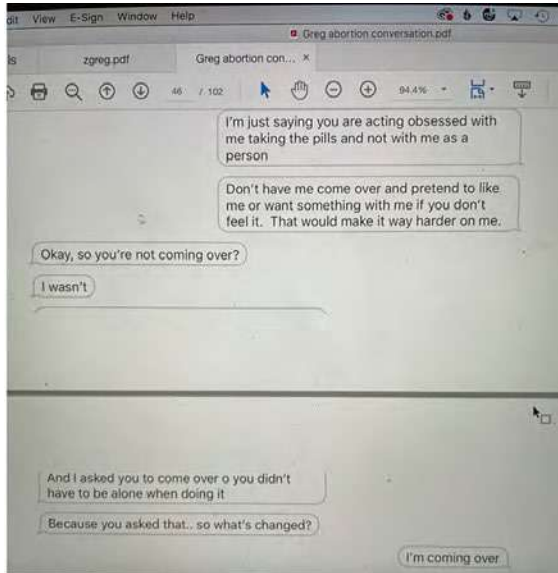 dit View E-Sign Window Help
Greg abortion conversation.pdf
ls zgreg.pdf Greg abortion con... ×
46 / 102 94.4%
I'm just saying you are acting obsessed with
me taking the pills and not with me as a
person
Don't have me come over and pretend to like
me or want something with me if you don't
feel it. That would make it way harder on me.
Okay, so you're not coming over?
I wasn't
And I asked you to come over o you didn't
have to be alone when doing it
Because you asked that.. so what's changed?
I'm coming over